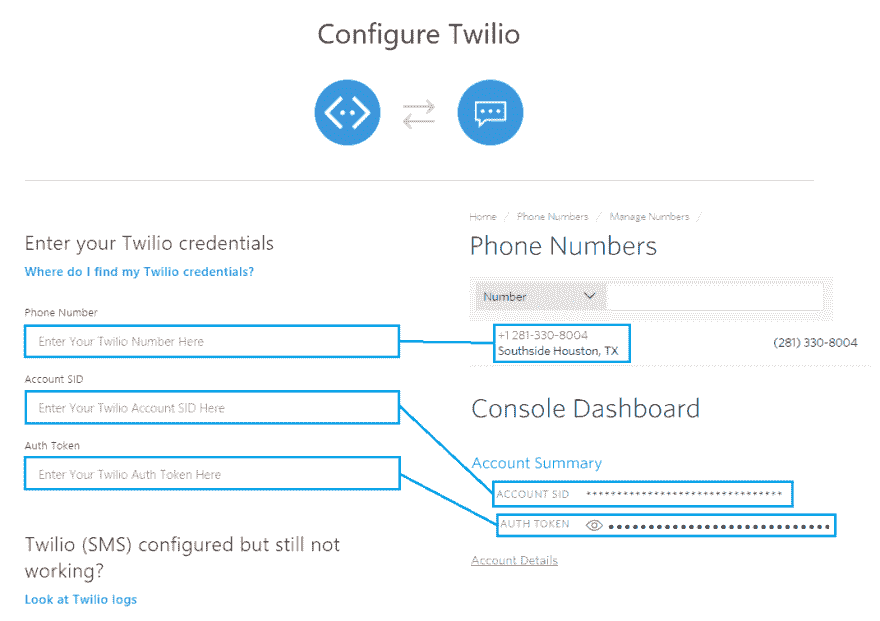 Configure Twilio
Enter your Twilio credentials
Where do I find my Twilio credentials?
Phone Number
Enter Your Twilio Number Here
Account SID
Enter Your Twilio Account SID Here
Auth Token
Enter Your Twilio Auth Token Here
Twilio (SMS) configured but still not
working?
Look at Twilio logs
Home / Phone Numbers / Manage Numbers /
Phone Numbers
Number
+1 281-330-8004 (281) 330-8004
Southside Houston, TX
Console Dashboard
Account Summary
ACCOUNT SID ********************************
AUTH TOKEN ••••••••••••••••••••••••••••
Account Details